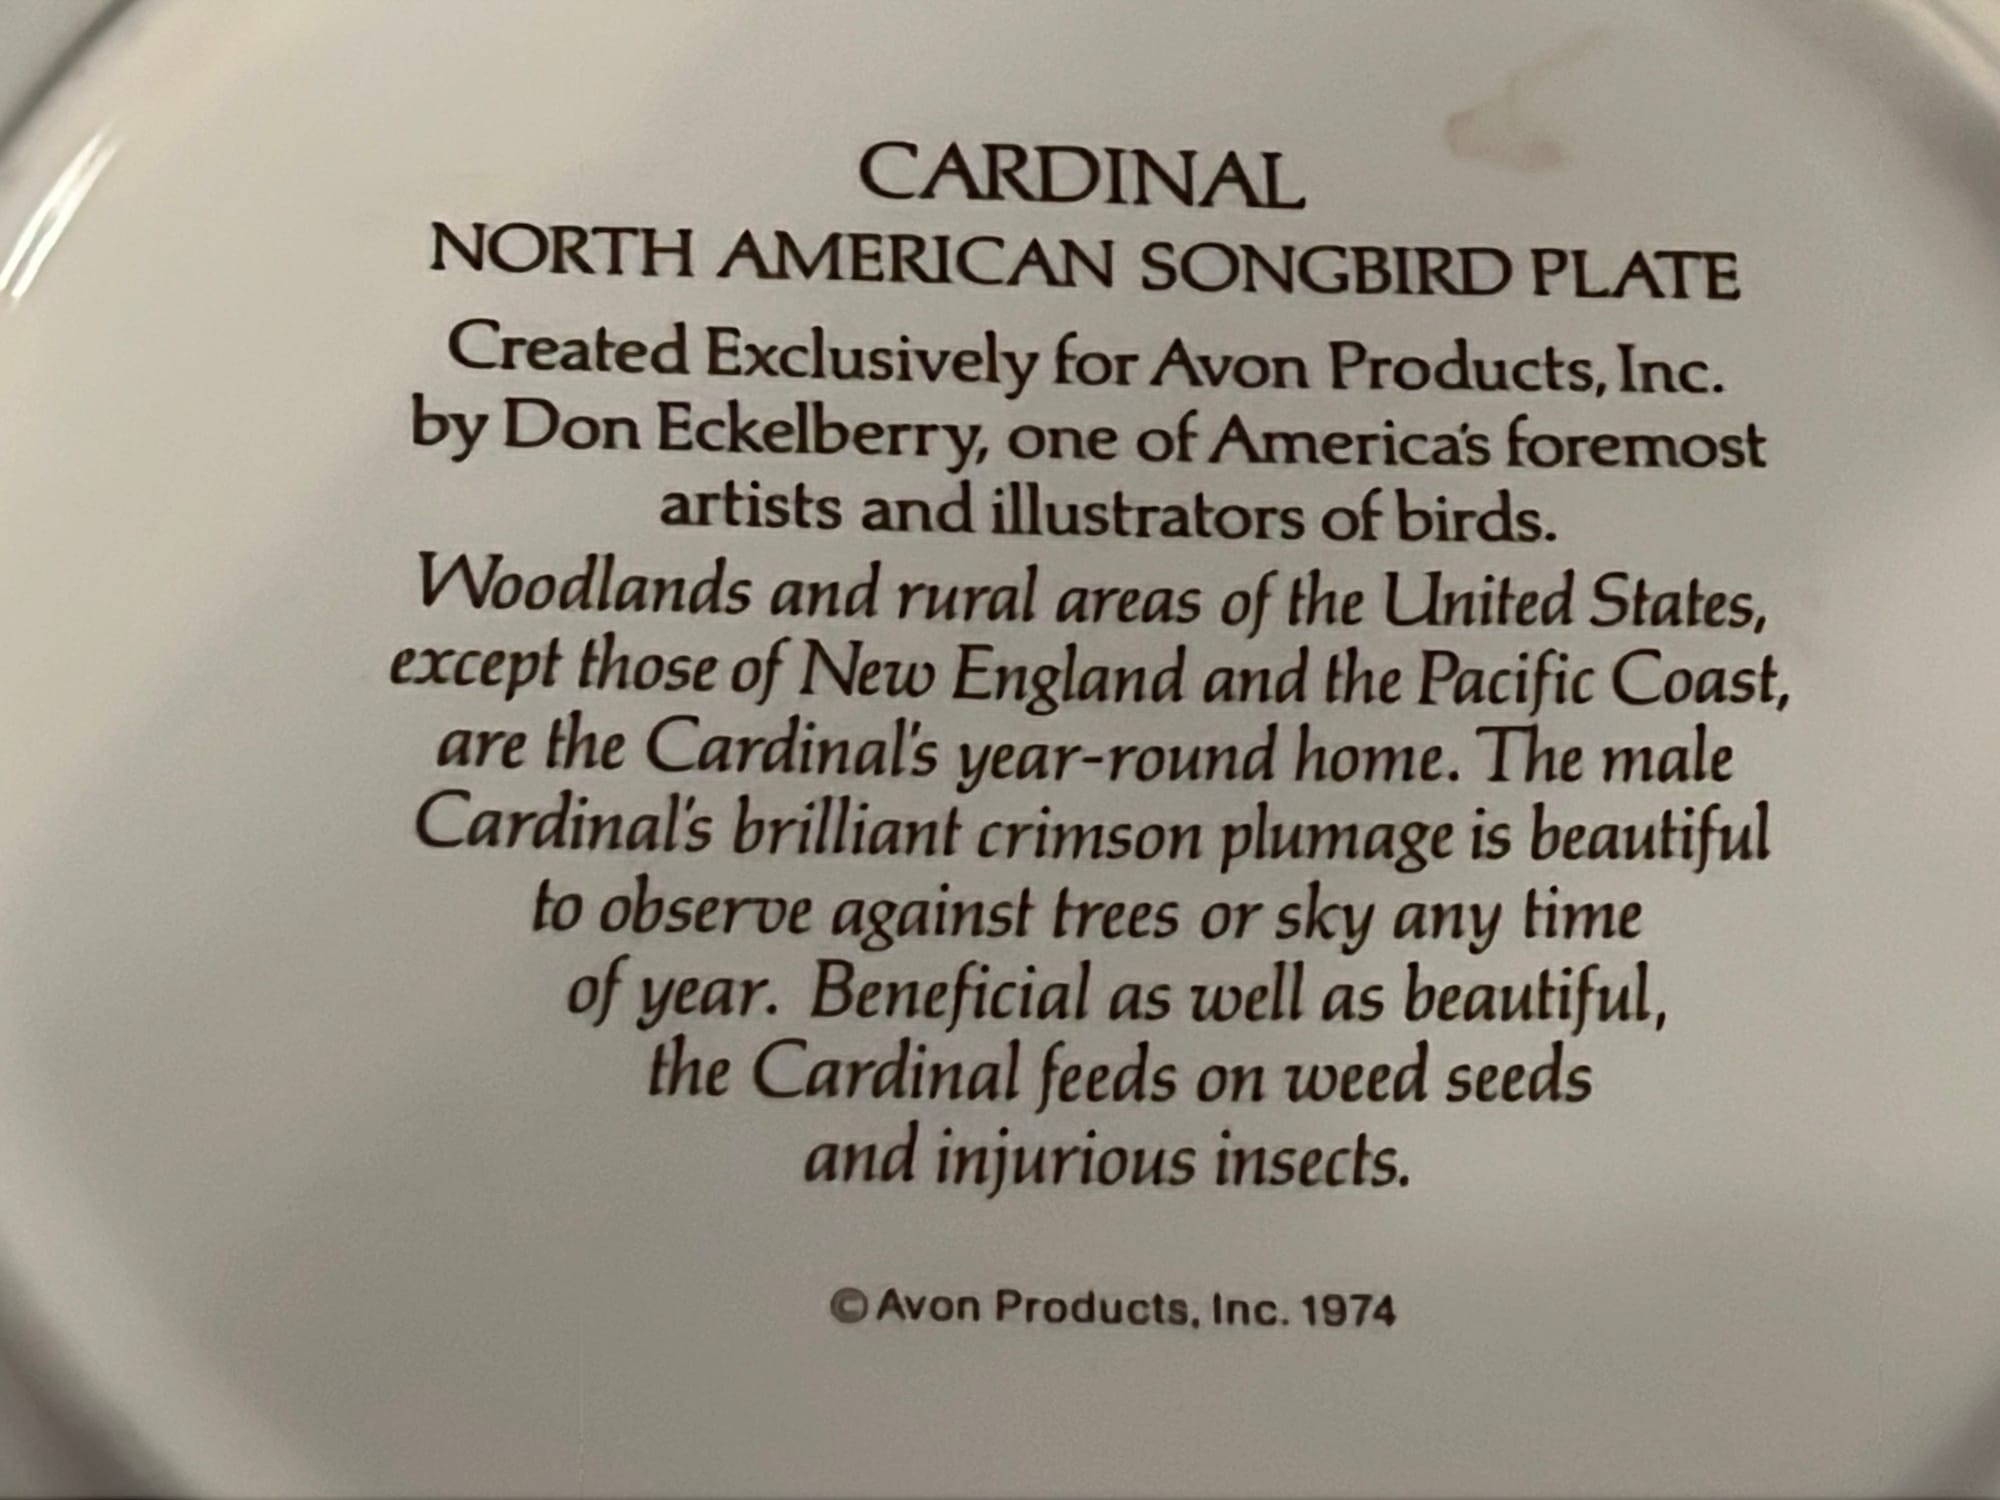 CARDINAL
NORTH AMERICAN SONGBIRD PLATE
Created Exclusively for Avon Products, Inc.
by Don Eckelberry, one of America's foremost
artists and illustrators of birds.
Woodlands and rural areas of the United States,
except those of New England and the Pacific Coast,
are the Cardinal's year-round home. The male
Cardinal's brilliant crimson plumage is beautiful
to observe against trees or sky any time
of year. Beneficial as well as beautiful,
the Cardinal feeds on weed seeds
and injurious insects.
©Avon Products, Inc. 1974